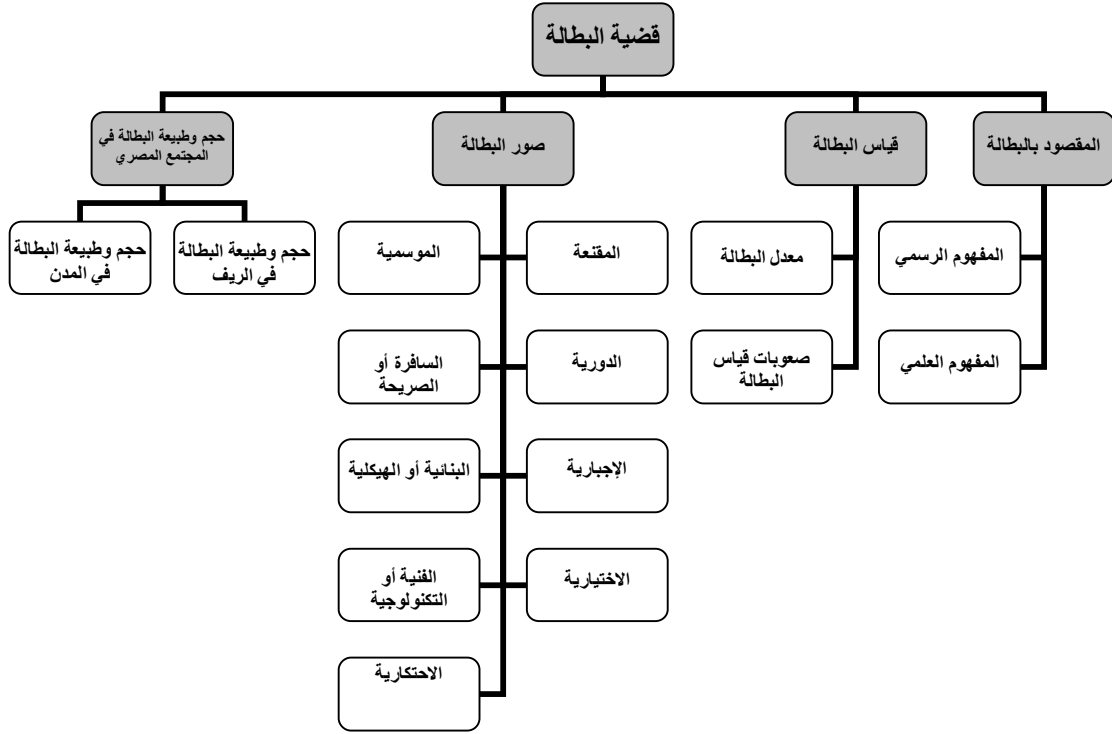 قضية البطالة
المقصود بالبطالة
قياس البطالة
صور البطالة
حجم وطبيعة البطالة في
المجتمع المصري
المفهوم الرسمي
المفهوم العلمي
معدل البطالة
صعوبات قياس
البطالة
المقنعة
الموسمية
الدورية
السافرة أو
الصريحة
الإجبارية
البنائية أو الهيكلية
الاختيارية
الفنية أو
التكنولوجية
الاحتكارية
حجم وطبيعة البطالة
في الريف
حجم وطبيعة البطالة
في المدن